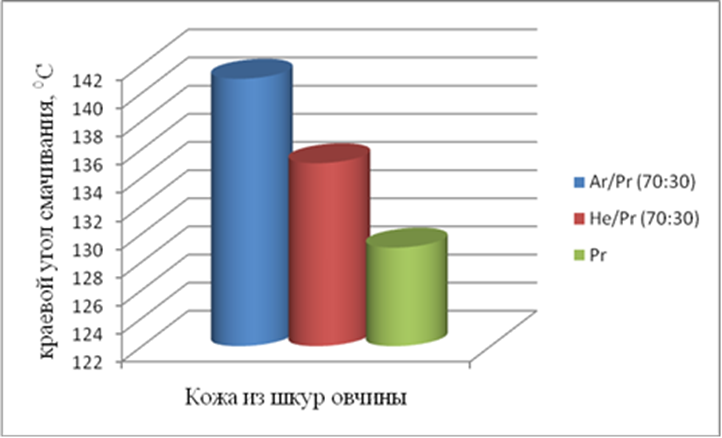 краевой угол смачивания, °С
142
140
138
136
134
132
130
128
126
124
122
Кожа из шкур овчины
Ar/Pr (70:30)
He/Pr (70:30)
Pr